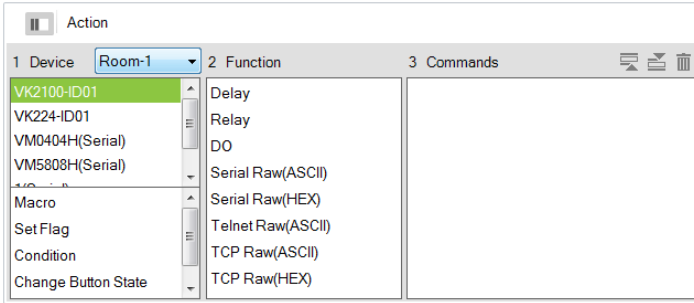 Action
1 Device Room-1 2 Function 3 Commands
VK2100-ID01
VK224-ID01
VM0404H(Serial)
VM5808H(Serial)
Macro
Set Flag
Condition
Change Button State
Delay
Relay
DO
Serial Raw(ASCII)
Serial Raw(HEX)
Telnet Raw(ASCII)
TCP Raw(ASCII)
TCP Raw(HEX)